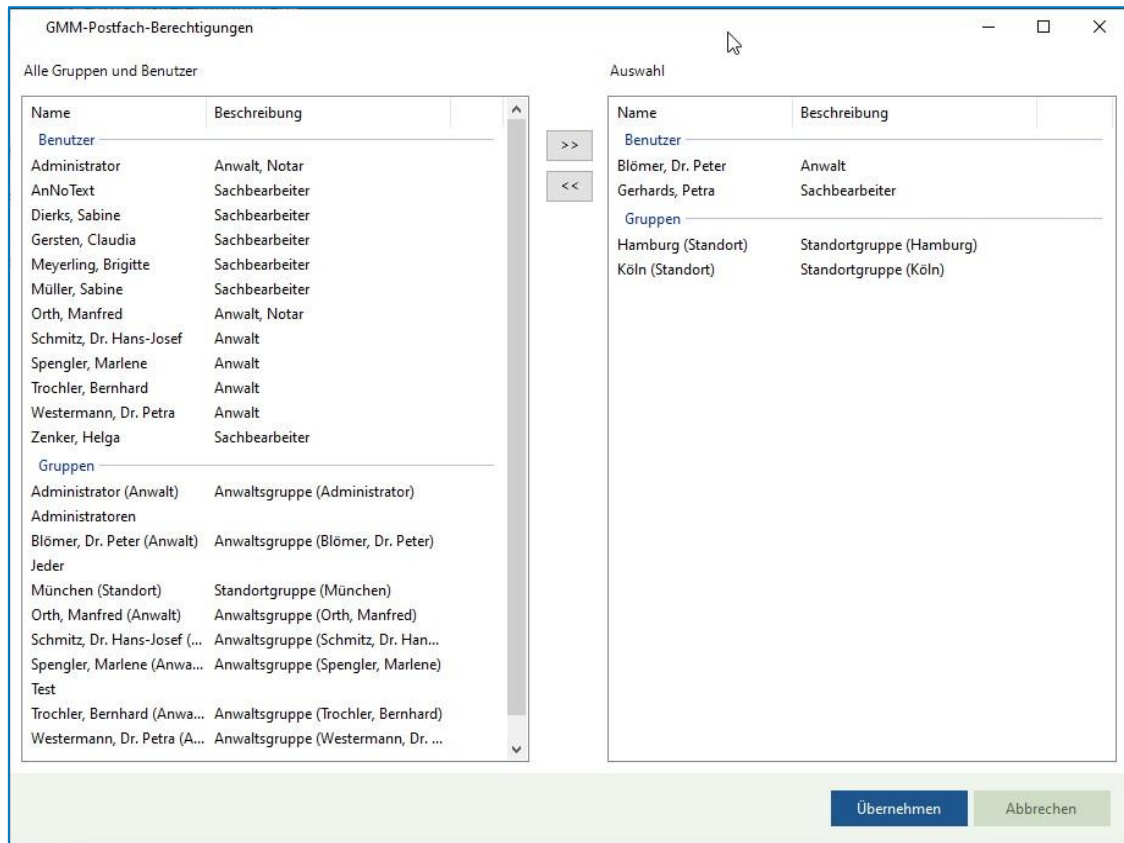 GMM-Postfach-Berechtigungen
Alle Gruppen und Benutzer
Name Beschreibung
Benutzer
Administrator Anwalt, Notar
AnNoText Sachbearbeiter
Dierks, Sabine Sachbearbeiter
Gersten, Claudia Sachbearbeiter
Meyerling, Brigitte Sachbearbeiter
Müller, Sabine Sachbearbeiter
Orth, Manfred Anwalt, Notar
Schmitz, Dr. Hans-Josef Anwalt
Spengler, Marlene Anwalt
Trochler, Bernhard Anwalt
Westermann, Dr. Petra Anwalt
Zenker, Helga Sachbearbeiter
Gruppen
Administrator (Anwalt) Anwaltsgruppe (Administrator)
Administratoren
Blömer, Dr. Peter (Anwalt) Anwaltsgruppe (Blömer, Dr. Peter)
Jeder
München (Standort) Standortgruppe (München)
Orth, Manfred (Anwalt) Anwaltsgruppe (Orth, Manfred)
Schmitz, Dr. Hans-Josef (... Anwaltsgruppe (Schmitz, Dr. Han...
Spengler, Marlene (Anwa... Anwaltsgruppe (Spengler, Marlene)
Test
Trochler, Bernhard (Anwa... Anwaltsgruppe (Trochler, Bernhard)
Westermann, Dr. Petra (A... Anwaltsgruppe (Westermann, Dr. ...
>>
<<
Auswahl
Name Beschreibung
Benutzer
Blömer, Dr. Peter Anwalt
Gerhards, Petra Sachbearbeiter
Gruppen
Hamburg (Standort) Standortgruppe (Hamburg)
Köln (Standort) Standortgruppe (Köln)
Übernehmen Abbrechen